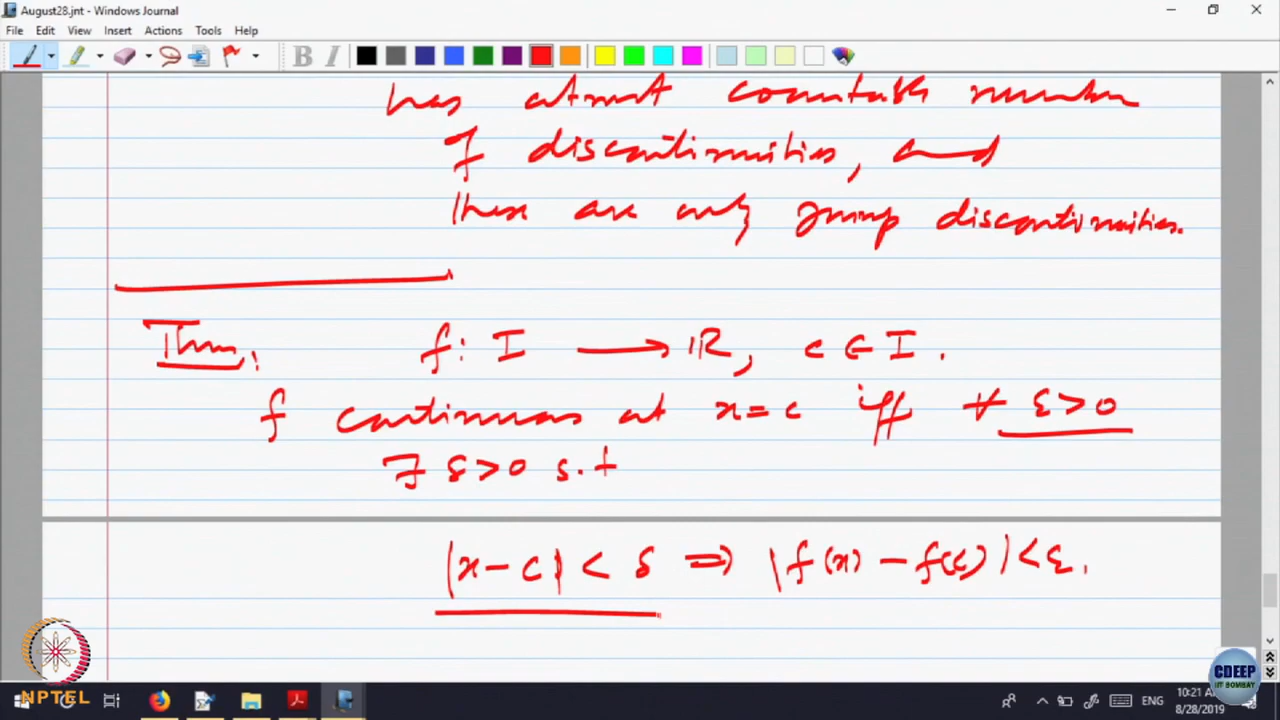 August28.jnt - Windows Journal
File Edit View Insert Actions Tools Help
B I
has atmost countable number
of discontinuities, and
these are only jump discontinuities.
Thm: f: I → ℝ, c ∈ I.
f continuous at x=c iff ∀ ε>0
∃ δ>0 s.t
|x-c| < δ ⇒ |f(x) - f(c)| < ε.
NPTEL
CDEEP
IIT BOMBAY
ENG
10:21
8/28/2019